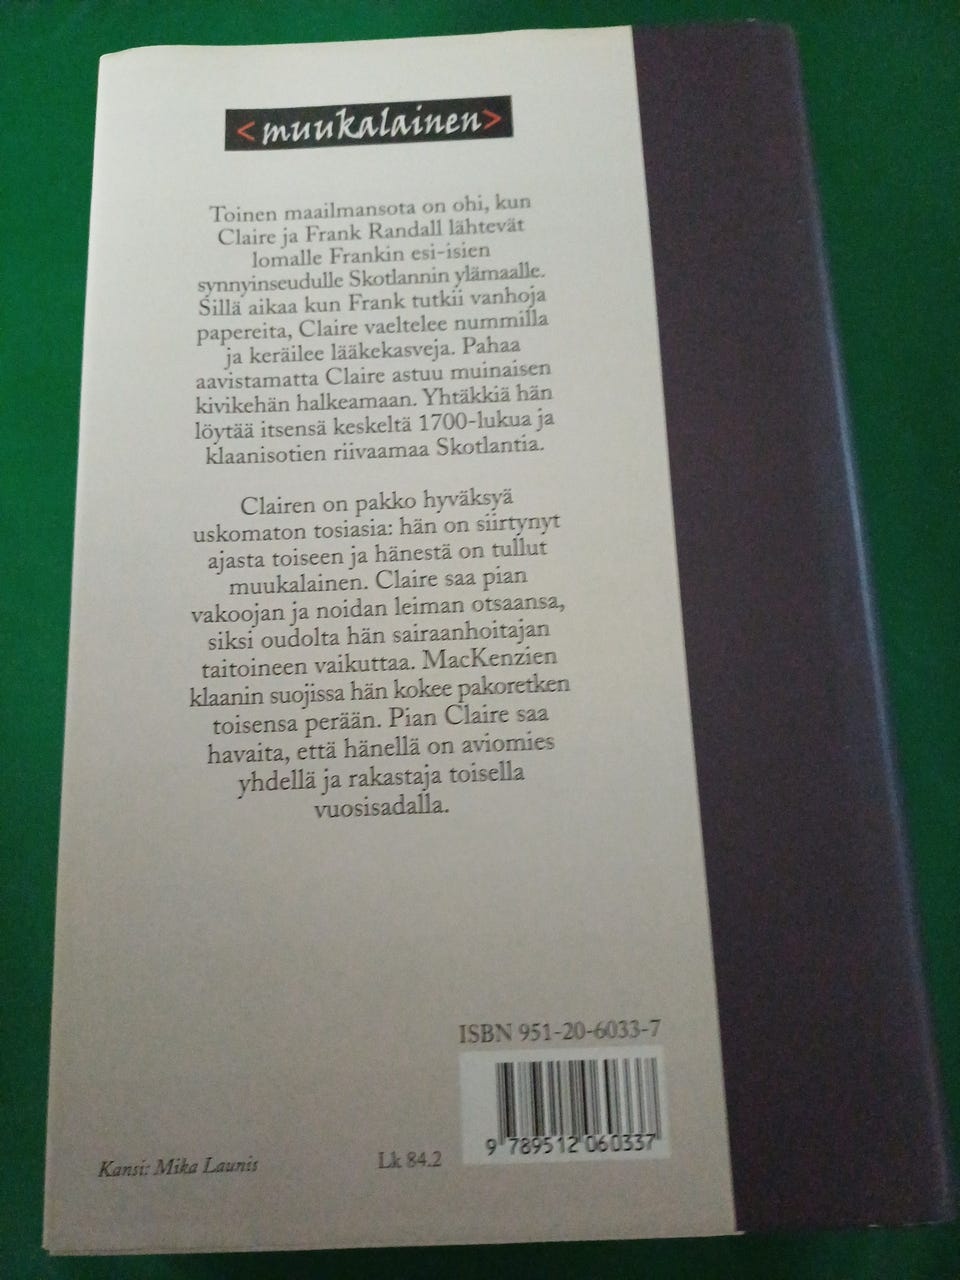 <muukalainen>
Toinen maailmansota on ohi, kun
Claire ja Frank Randall lähtevät
lomalle Frankin esi-isien
synnyinseudulle Skotlannin ylämaalle.
Sillä aikaa kun Frank tutkii vanhoja
papereita, Claire vaeltelee nummilla
ja keräilee lääkekasveja. Pahaa
aavistamatta Claire astuu muinaisen
kivikehän halkeamaan. Yhtäkkiä hän
löytää itsensä keskeltä 1700-lukua ja
klaanisotien riivaamaa Skotlantia.
Clairen on pakko hyväksyä
uskomaton tosiasia: hän on siirtynyt
ajasta toiseen ja hänestä on tullut
muukalainen. Claire saa pian
vakoojan ja noidan leiman otsaansa,
siksi oudolta hän sairaanhoitajan
taitoineen vaikuttaa. MacKenzien
klaanin suojissa hän kokee pakoretken
toisensa perään. Pian Claire saa
havaita, että hänellä on aviomies
yhdellä ja rakastaja toisella
vuosisadalla.
ISBN 951-20-6033-7
9 789512 060337
Kansi: Mika Launis
Lk 84.2